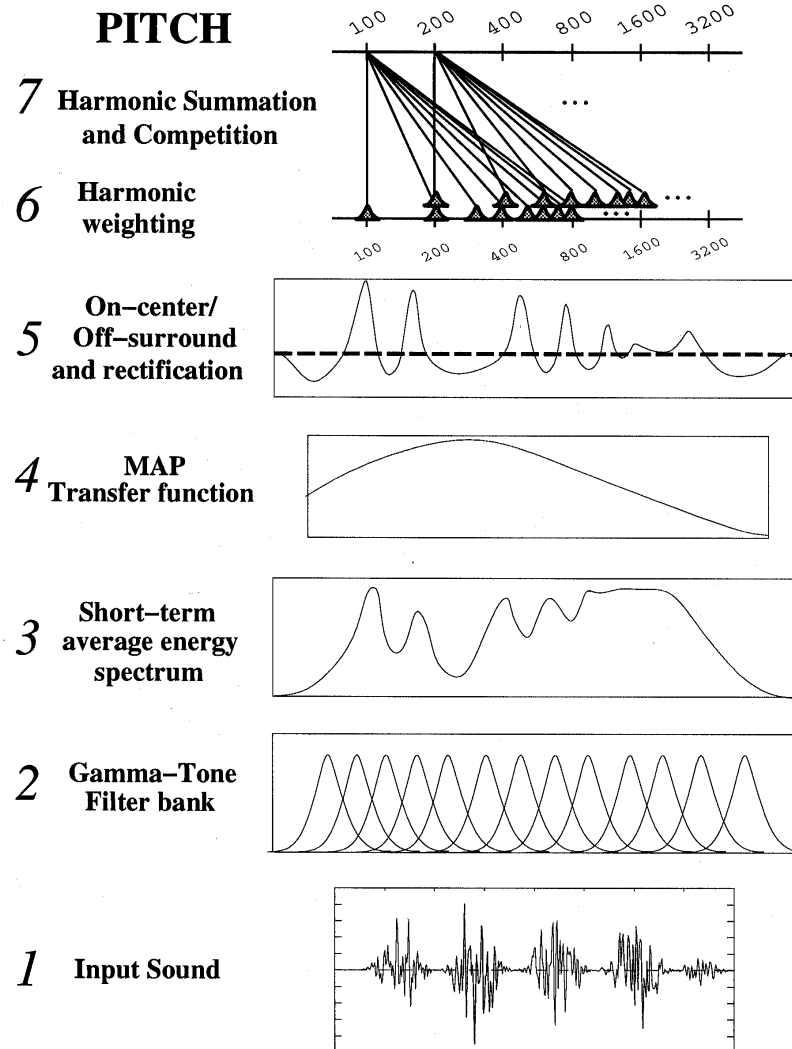 PITCH
100 200 400 800 1600 3200
7 Harmonic Summation
and Competition
...
6 Harmonic
weighting
...
...
100 200 400 800 1600 3200
5 On-center/
Off-surround
and rectification
4 MAP
Transfer function
3 Short-term
average energy
spectrum
2 Gamma-Tone
Filter bank
1 Input Sound